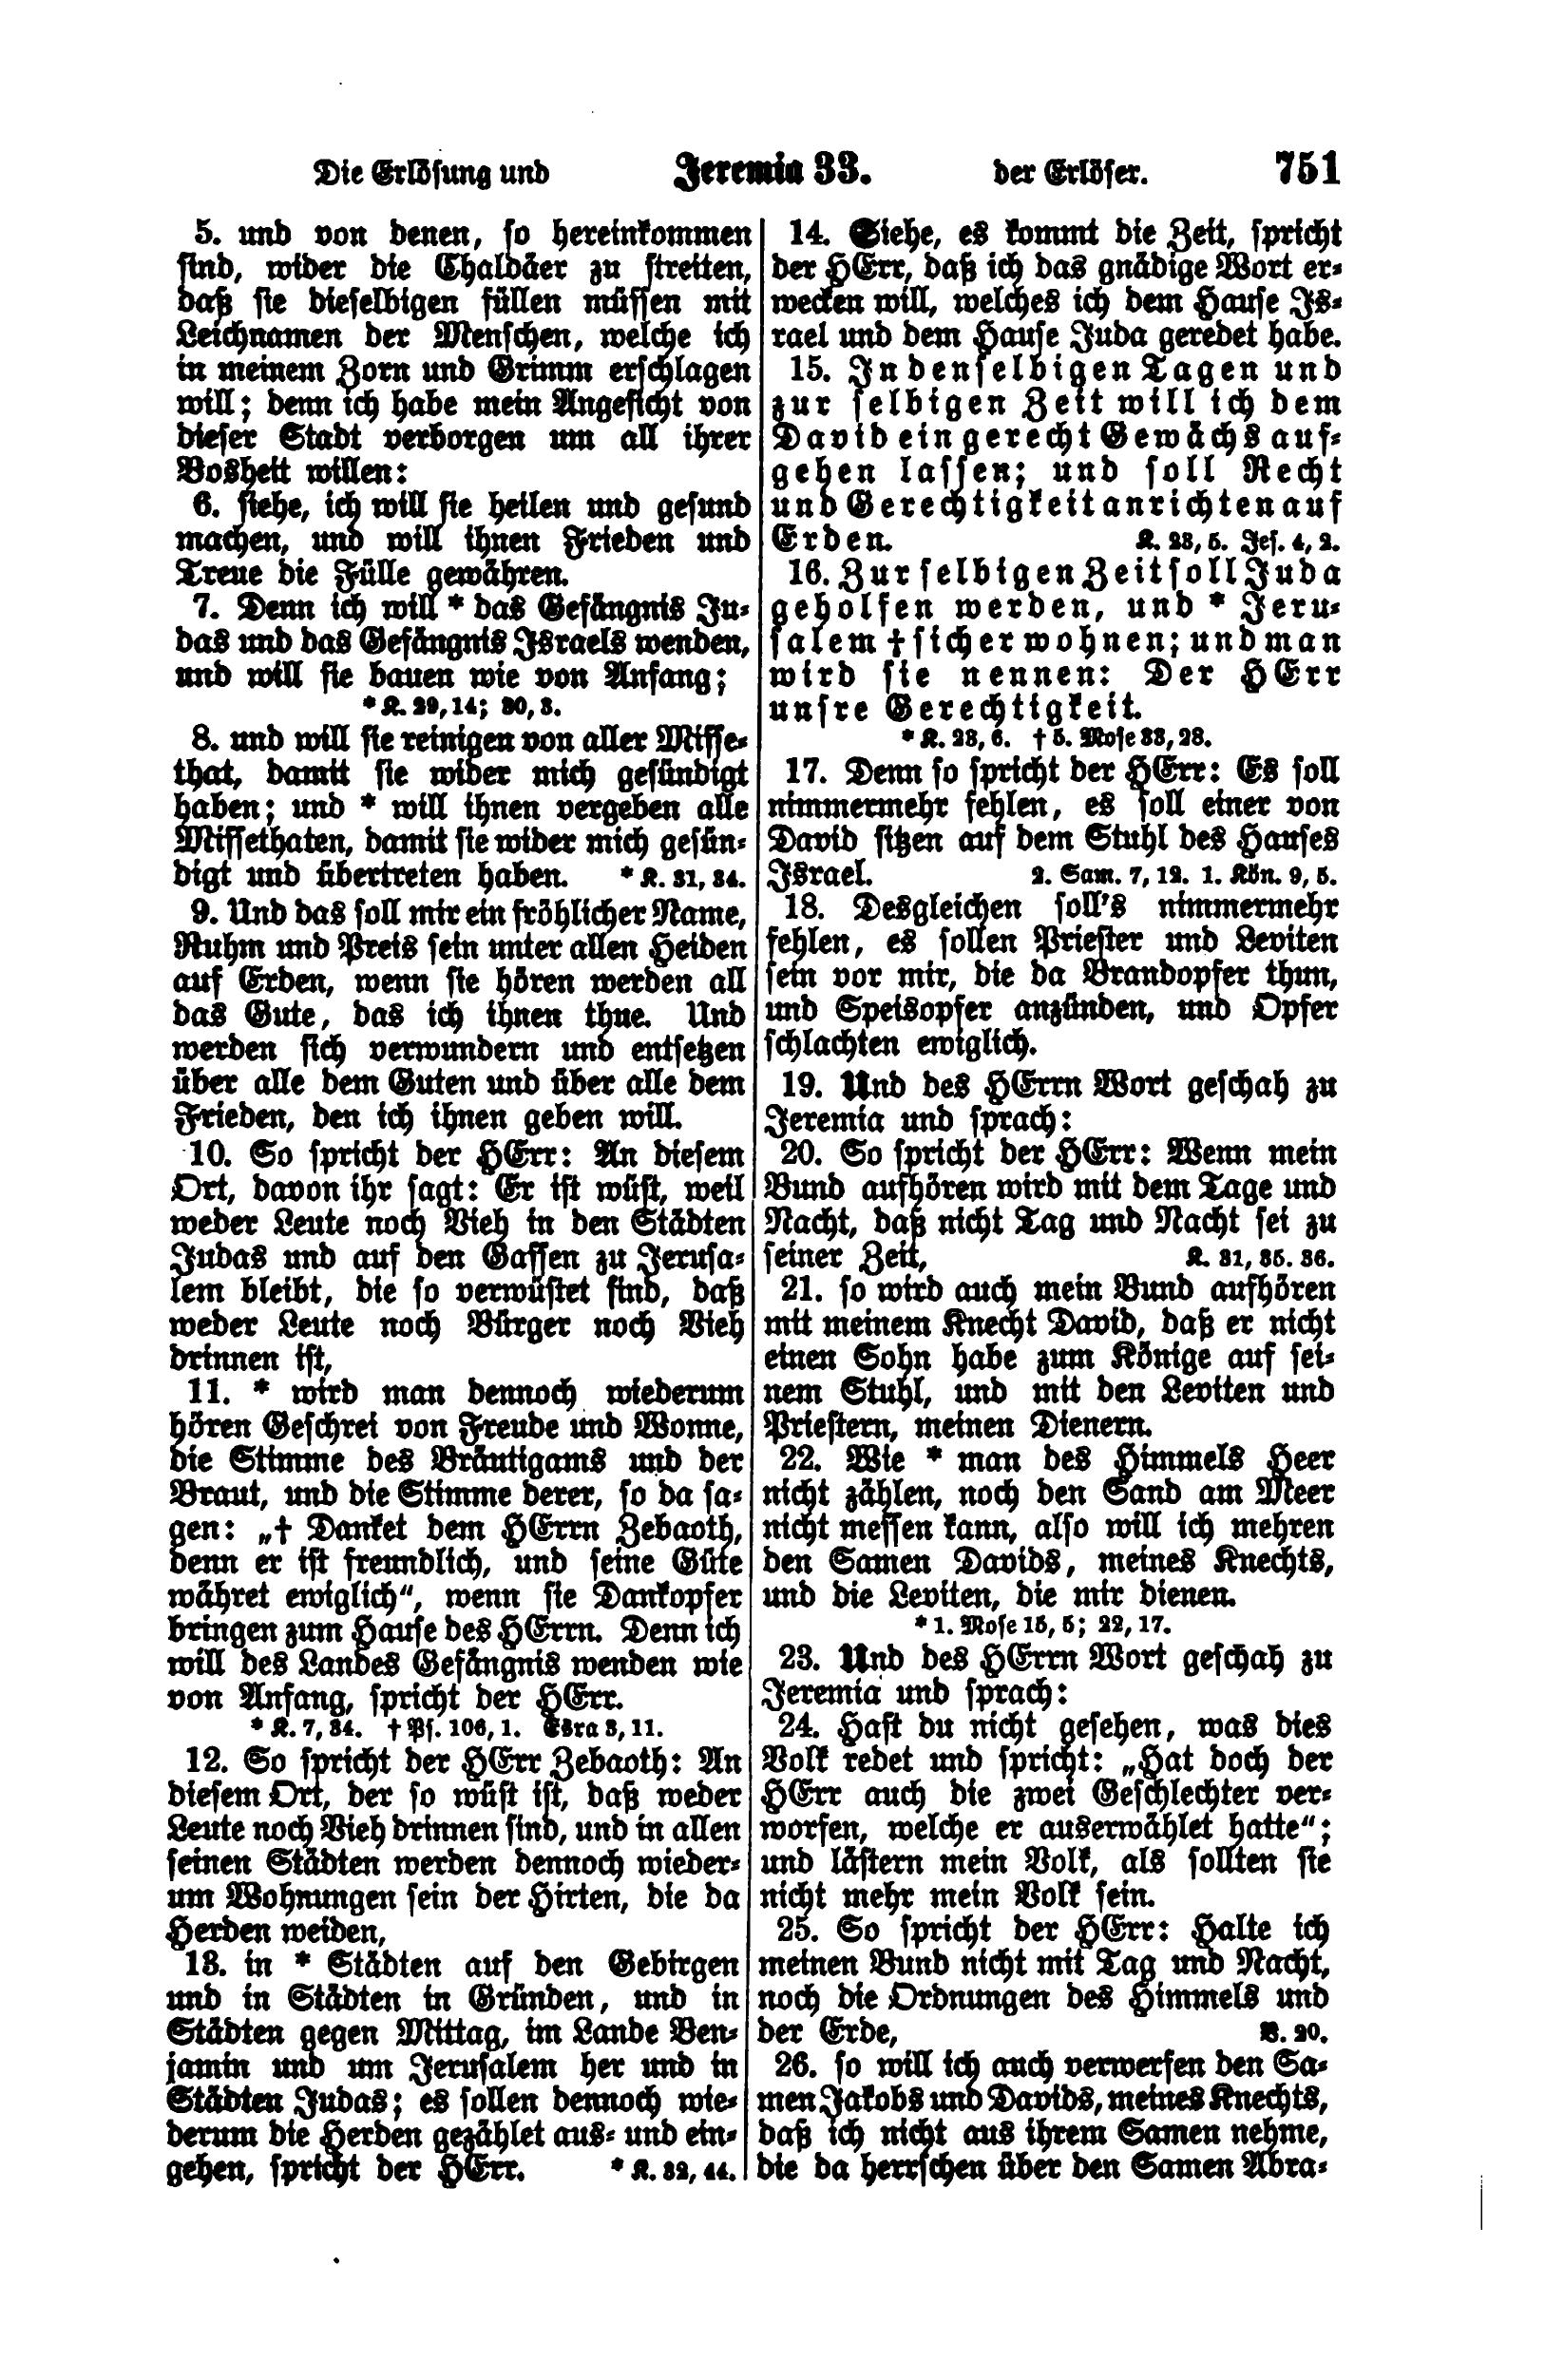 Die Erlösung und Jeremia 33. der Erlöser. 751
5. und von denen, so hereinkommen
sind, wider die Chaldäer zu streiten,
daß sie dieselbigen füllen müssen mit
Leichnamen der Menschen, welche ich
in meinem Zorn und Grimm erschlagen
will; denn ich habe mein Angesicht von
dieser Stadt verborgen um all ihrer
Bosheit willen:
6. siehe, ich will sie heilen und gesund
machen, und will ihnen Frieden und
Treue die Fülle gewähren.
7. Denn ich will * das Gefängnis Ju-
das und das Gefängnis Israels wenden,
und will sie bauen wie von Anfang;
* K. 29, 14; 30, 3.
8. und will sie reinigen von aller Misse-
that, damit sie wider mich gesündigt
haben; und * will ihnen vergeben alle
Missethaten, damit sie wider mich gesün-
digt und übertreten haben. * K. 31, 34.
9. Und das soll mir ein fröhlicher Name,
Ruhm und Preis sein unter allen Heiden
auf Erden, wenn sie hören werden all
das Gute, das ich ihnen thue. Und
werden sich verwundern und entsetzen
über alle dem Guten und über alle dem
Frieden, den ich ihnen geben will.
10. So spricht der HErr: An diesem
Ort, davon ihr sagt: Er ist wüst, weil
weder Leute noch Vieh in den Städten
Judas und auf den Gassen zu Jerusa-
lem bleibt, die so verwüstet sind, daß
weder Leute noch Bürger noch Vieh
drinnen ist,
11. * wird man dennoch wiederum
hören Geschrei von Freude und Wonne,
die Stimme des Bräutigams und der
Braut, und die Stimme derer, so da sa-
gen: „† Danket dem HErrn Zebaoth,
denn er ist freundlich, und seine Güte
währet ewiglich“, wenn sie Dankopfer
bringen zum Hause des HErrn. Denn ich
will des Landes Gefängnis wenden wie
von Anfang, spricht der HErr.
* K. 7, 34. † Ps. 106, 1. Esra 3, 11.
12. So spricht der HErr Zebaoth: An
diesem Ort, der so wüst ist, daß weder
Leute noch Vieh drinnen sind, und in allen
seinen Städten werden dennoch wieder-
um Wohnungen sein der Hirten, die da
Herden weiden,
13. in * Städten auf den Gebirgen
und in Städten in Gründen, und in
Städten gegen Mittag, im Lande Ben-
jamin und um Jerusalem her und in
Städten Judas; es sollen dennoch wie-
derum die Herden gezählet aus- und ein-
gehen, spricht der HErr. * K. 32, 44.
14. Siehe, es kommt die Zeit, spricht
der HErr, daß ich das gnädige Wort er-
wecken will, welches ich dem Hause Is-
rael und dem Hause Juda geredet habe.
15. In denselbigen Tagen und
zur selbigen Zeit will ich dem
David ein gerecht Gewächs auf-
gehen lassen; und soll Recht
und Gerechtigkeit anrichten auf
Erden. K. 23, 5. Jes. 4, 2.
16. Zur selbigen Zeit soll Juda
geholfen werden, und * Jeru-
salem † sicher wohnen; und man
wird sie nennen: Der HErr
unsre Gerechtigkeit.
* K. 23, 6. † 5. Mose 33, 28.
17. Denn so spricht der HErr: Es soll
nimmermehr fehlen, es soll einer von
David sitzen auf dem Stuhl des Hauses
Israel. 2. Sam. 7, 12. 1. Kön. 9, 5.
18. Desgleichen soll's nimmermehr
fehlen, es sollen Priester und Leviten
sein vor mir, die da Brandopfer thun,
und Speisopfer anzünden, und Opfer
schlachten ewiglich.
19. Und des HErrn Wort geschah zu
Jeremia und sprach:
20. So spricht der HErr: Wenn mein
Bund aufhören wird mit dem Tage und
Nacht, daß nicht Tag und Nacht sei zu
seiner Zeit, K. 31, 35. 36.
21. so wird auch mein Bund aufhören
mit meinem Knecht David, daß er nicht
einen Sohn habe zum Könige auf sei-
nem Stuhl, und mit den Leviten und
Priestern, meinen Dienern.
22. Wie * man des Himmels Heer
nicht zählen, noch den Sand am Meer
nicht messen kann, also will ich mehren
den Samen Davids, meines Knechts,
und die Leviten, die mir dienen.
* 1. Mose 15, 5; 22, 17.
23. Und des HErrn Wort geschah zu
Jeremia und sprach:
24. Hast du nicht gesehen, was dies
Volk redet und spricht: „Hat doch der
HErr auch die zwei Geschlechter ver-
worfen, welche er auserwählet hatte“;
und lästern mein Volk, als sollten sie
nicht mehr mein Volk sein.
25. So spricht der HErr: Halte ich
meinen Bund nicht mit Tag und Nacht,
noch die Ordnungen des Himmels und
der Erde, V. 20.
26. so will ich auch verwerfen den Sa-
men Jakobs und Davids, meines Knechts,
daß ich nicht aus ihrem Samen nehme,
die da herrschen über den Samen Abra-